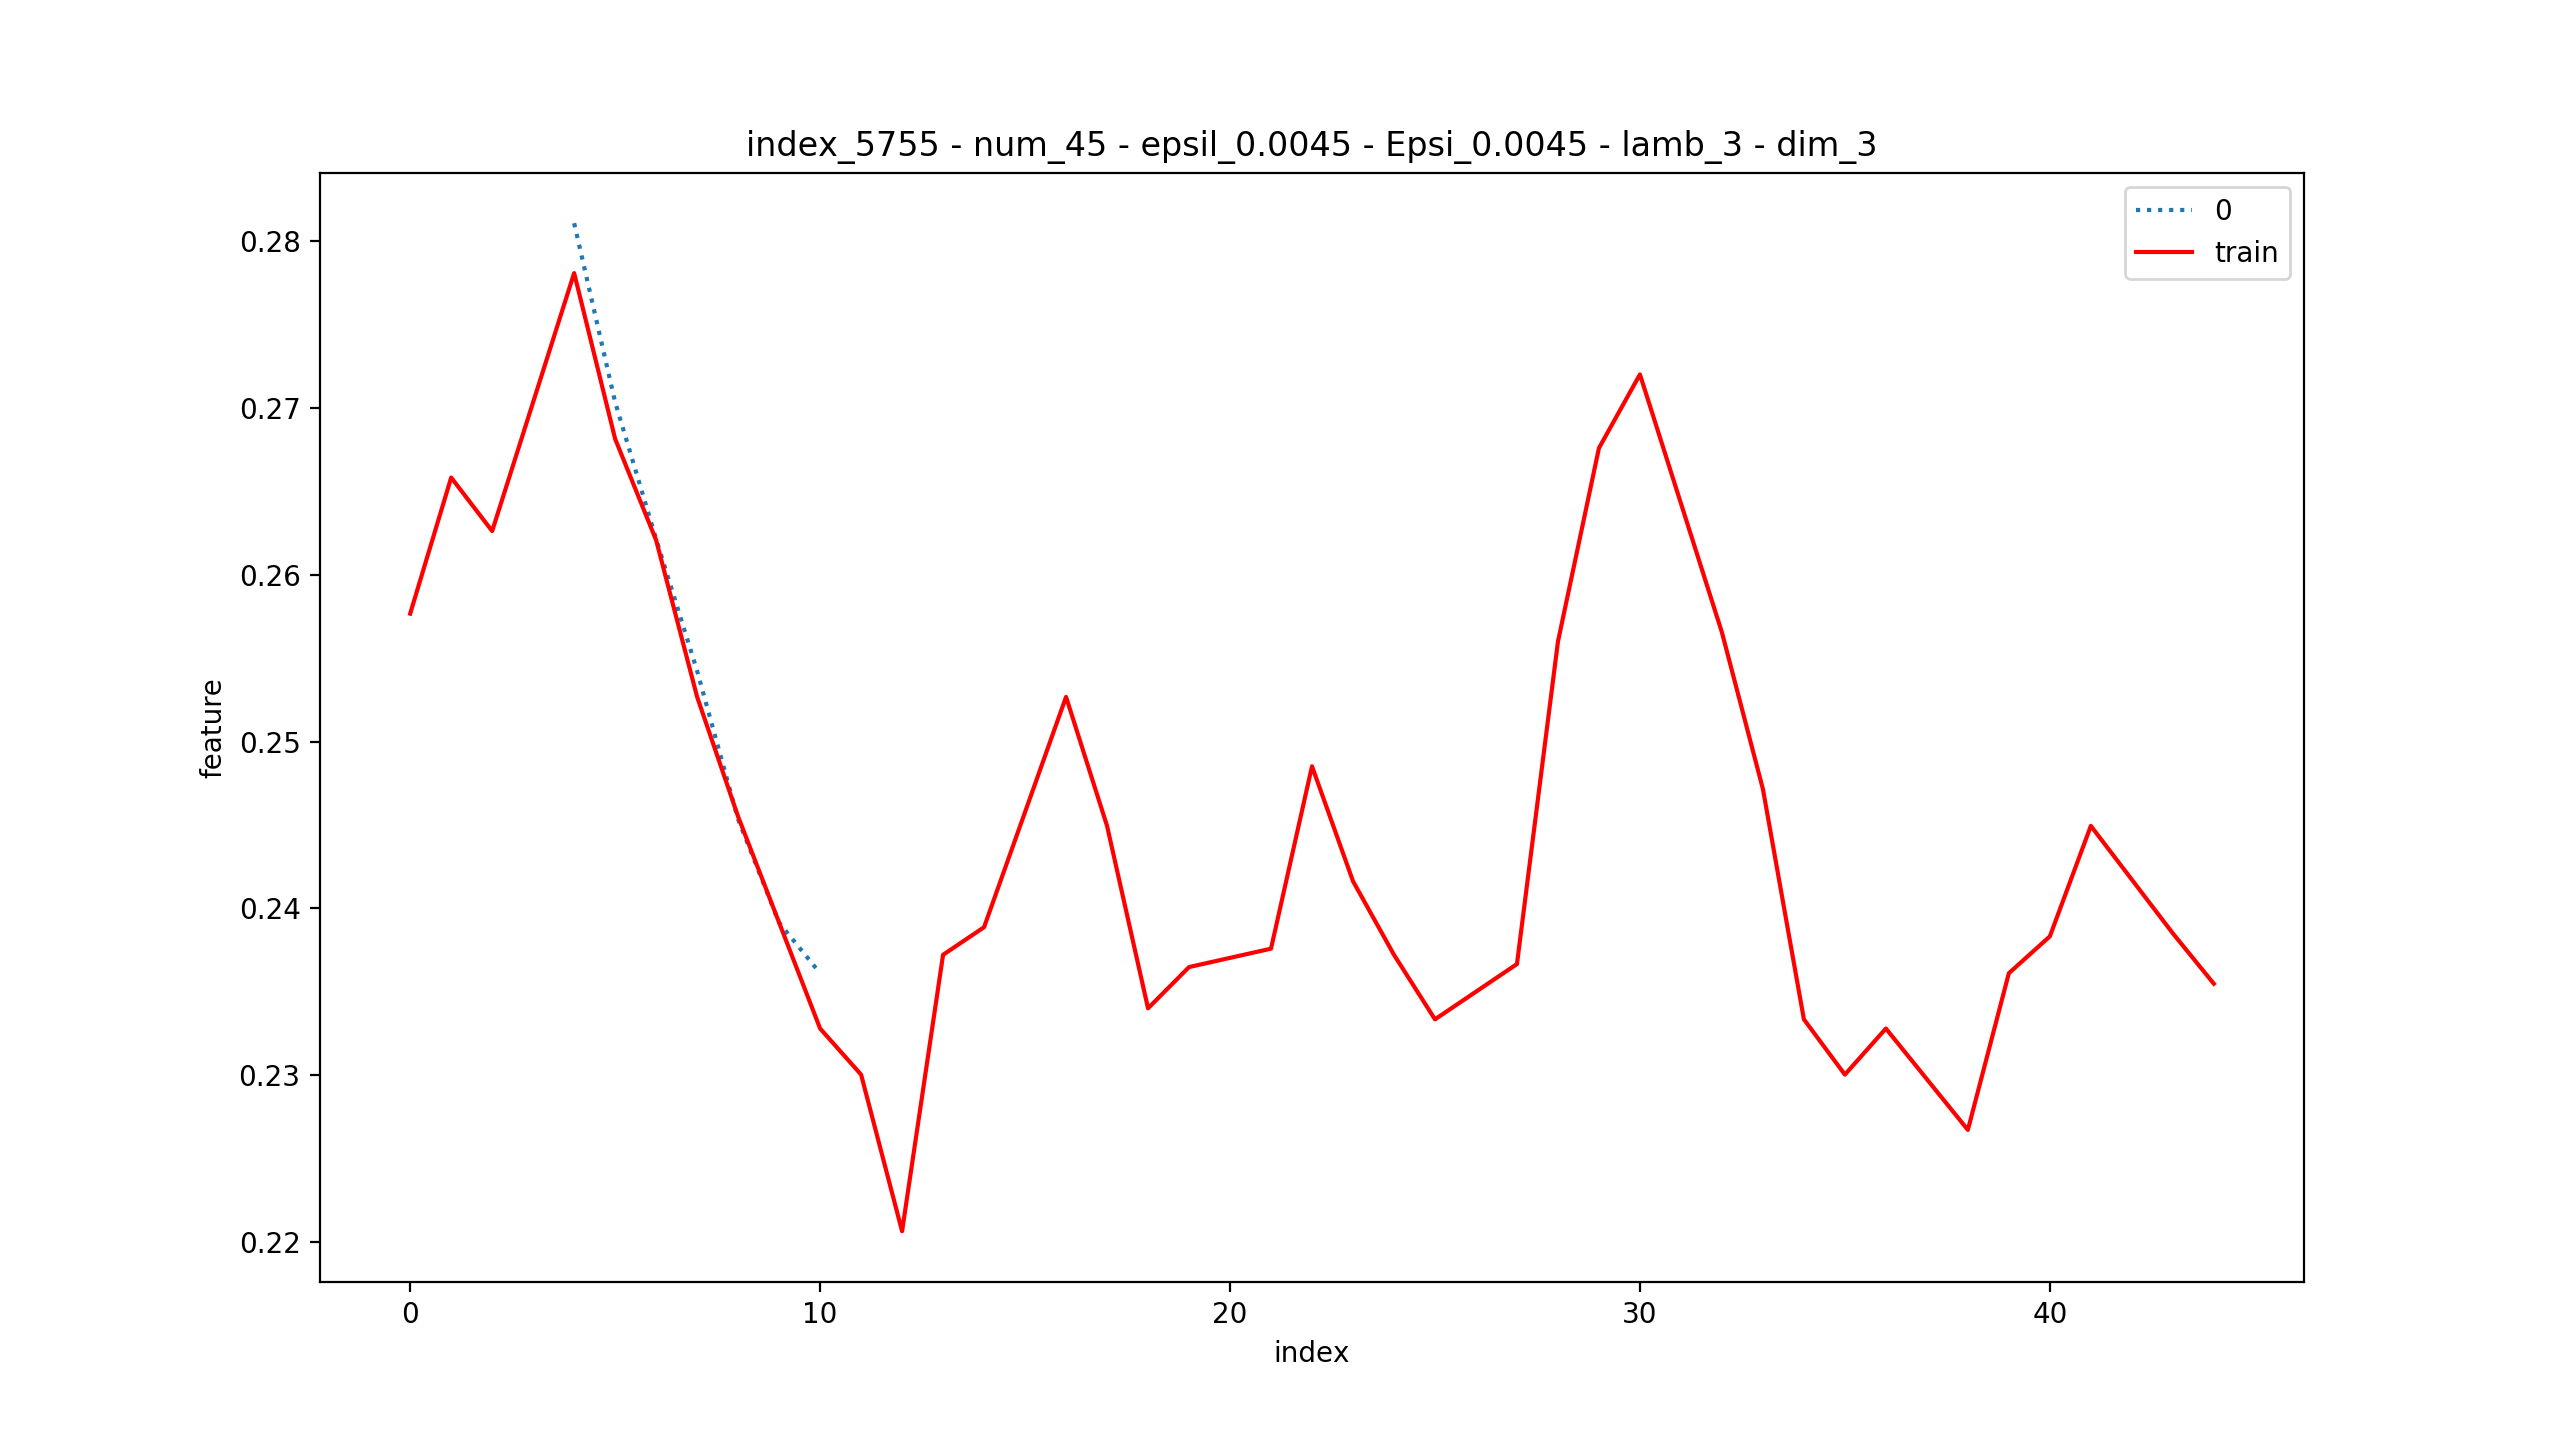 index_5755 - num_45 - epsil_0.0045 - Epsi_0.0045 - lamb_3 - dim_3
0
train
0.28
0.27
0.26
0.25
0.24
0.23
0.22
feature
0 10 20 30 40
index